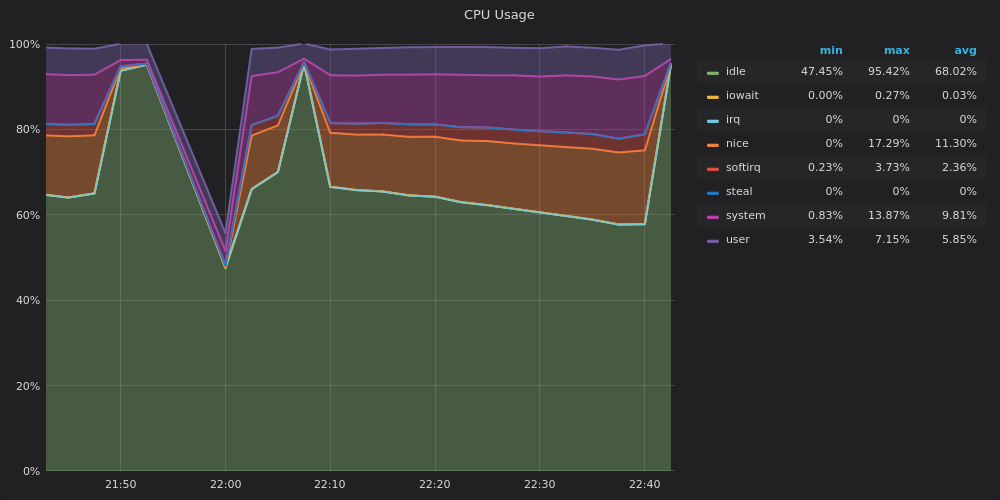 CPU Usage
100%
80%
60%
40%
20%
0%
21:50 22:00 22:10 22:20 22:30 22:40
min max avg
idle 47.45% 95.42% 68.02%
iowait 0.00% 0.27% 0.03%
irq 0% 0% 0%
nice 0% 17.29% 11.30%
softirq 0.23% 3.73% 2.36%
steal 0% 0% 0%
system 0.83% 13.87% 9.81%
user 3.54% 7.15% 5.85%